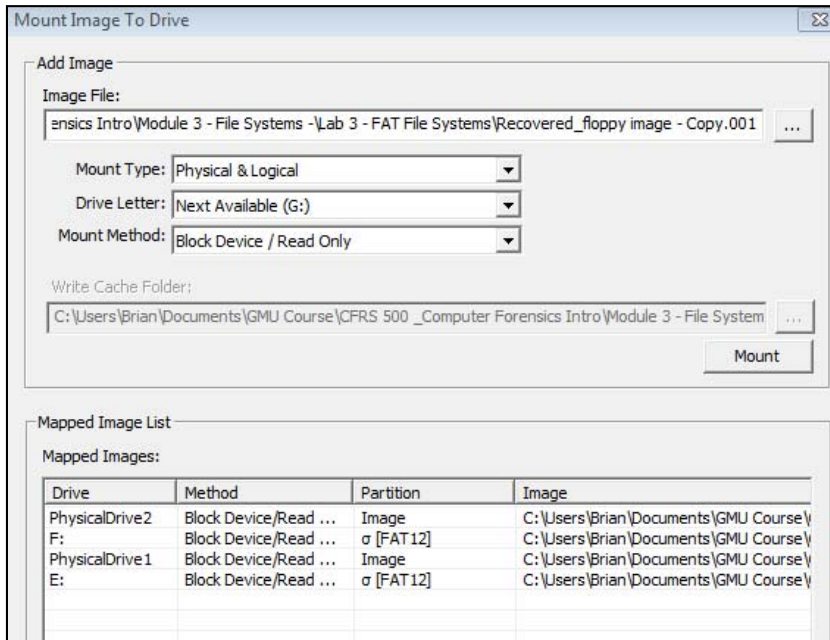 Mount Image To Drive
Add Image
Image File:
ensics Intro\Module 3 - File Systems -\Lab 3 - FAT File Systems\Recovered_floppy image - Copy.001 ...
Mount Type: Physical & Logical
Drive Letter: Next Available (G:)
Mount Method: Block Device / Read Only
Write Cache Folder:
C:\Users\Brian\Documents\GMU Course\CFRS 500 _Computer Forensics Intro\Module 3 - File System ...
Mount
Mapped Image List
Mapped Images:
Drive Method Partition Image
PhysicalDrive2 Block Device/Read ... Image C:\Users\Brian\Documents\GMU Course\
F: Block Device/Read ... σ [FAT12] C:\Users\Brian\Documents\GMU Course\
PhysicalDrive1 Block Device/Read ... Image C:\Users\Brian\Documents\GMU Course\
E: Block Device/Read ... σ [FAT12] C:\Users\Brian\Documents\GMU Course\